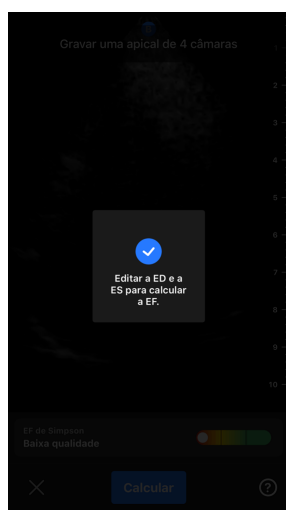 Gravar uma apical de 4 câmaras
2
3
4
5
6
7
8
9
10
Editar a ED e a
ES para calcular
a EF.
EF de Simpson
Baixa qualidade
Calcular
?